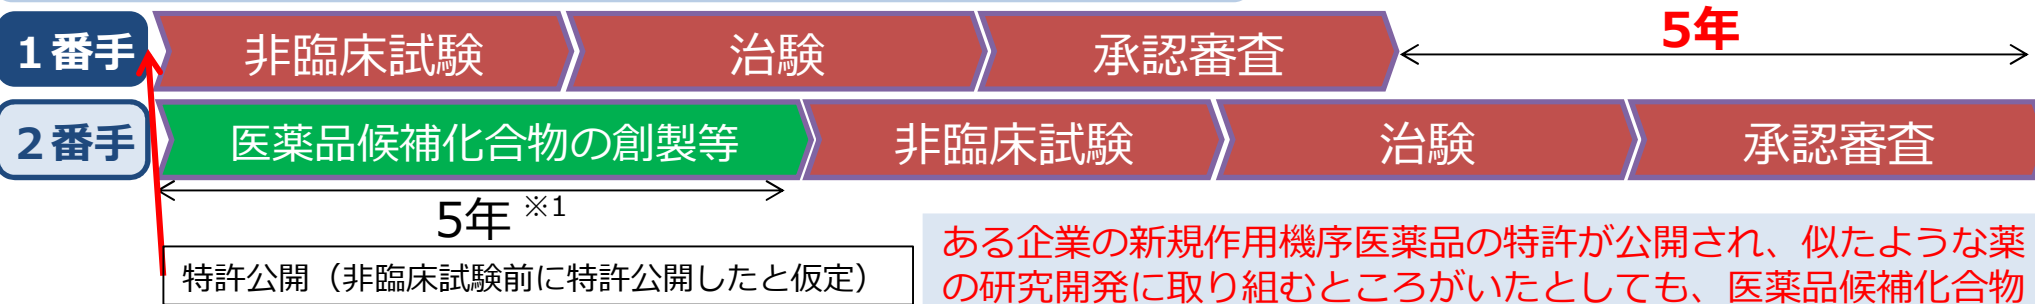 1番手 非臨床試験 治験 承認審査 5年
2番手 医薬品候補化合物の創製等 非臨床試験 治験 承認審査
5年 ※1
特許公開（非臨床試験前に特許公開したと仮定）
ある企業の新規作用機序医薬品の特許が公開され、似たような薬
の研究開発に取り組むところがいたとしても、医薬品候補化合物